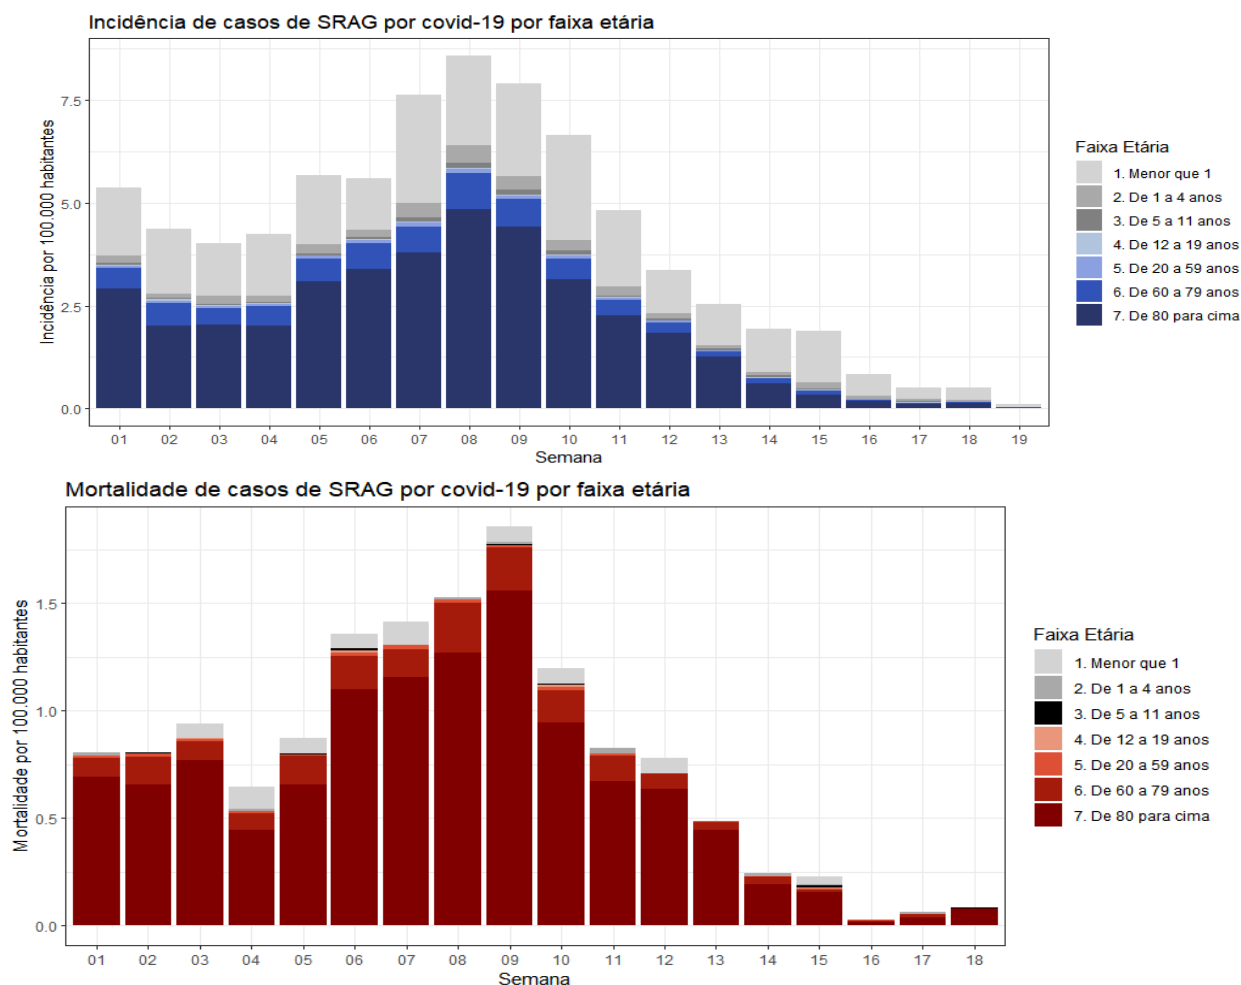 Incidência de casos de SRAG por covid-19 por faixa etária
Incidência por 100.000 habitantes
7.5
5.0
2.5
0.0
01 02 03 04 05 06 07 08 09 10 11 12 13 14 15 16 17 18 19
Semana
Faixa Etária
1. Menor que 1
2. De 1 a 4 anos
3. De 5 a 11 anos
4. De 12 a 19 anos
5. De 20 a 59 anos
6. De 60 a 79 anos
7. De 80 para cima
Mortalidade de casos de SRAG por covid-19 por faixa etária
Mortalidade por 100.000 habitantes
1.5
1.0
0.5
0.0
01 02 03 04 05 06 07 08 09 10 11 12 13 14 15 16 17 18
Semana
Faixa Etária
1. Menor que 1
2. De 1 a 4 anos
3. De 5 a 11 anos
4. De 12 a 19 anos
5. De 20 a 59 anos
6. De 60 a 79 anos
7. De 80 para cima